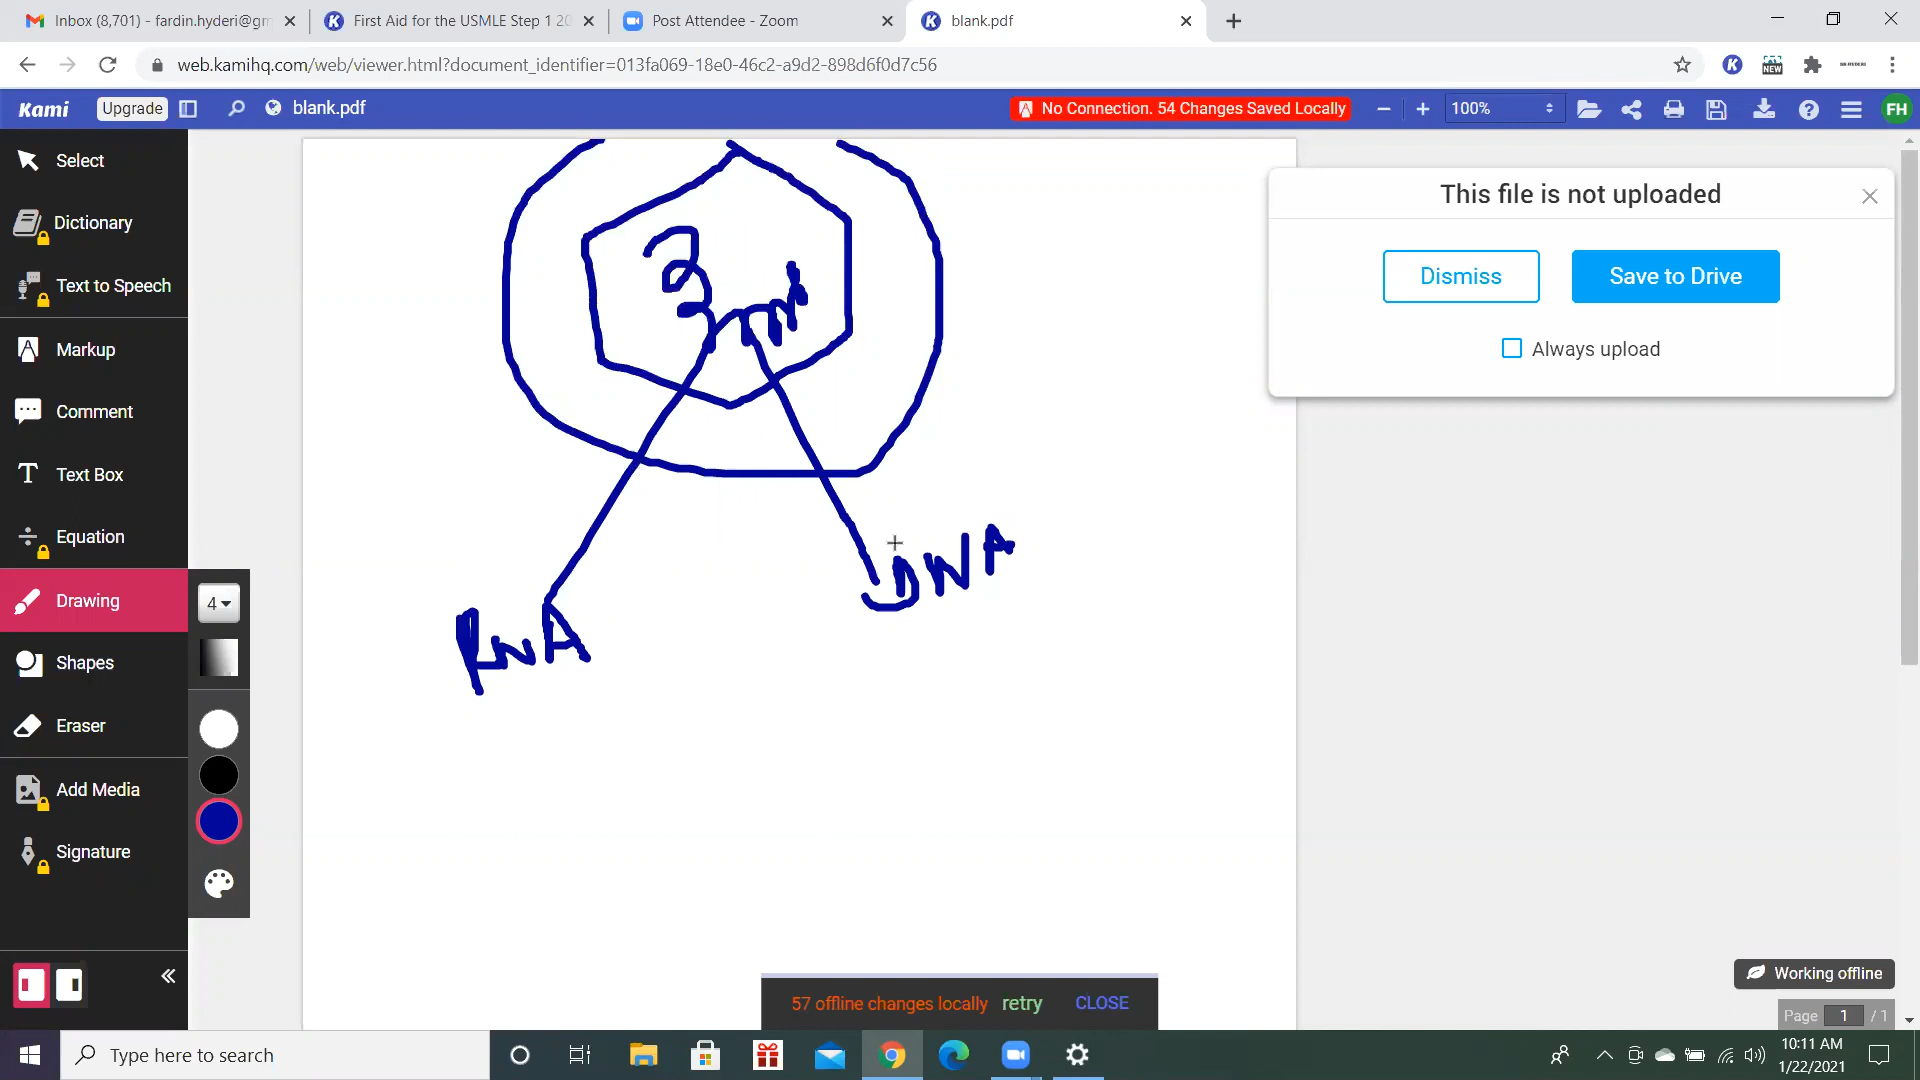 Inbox (8,701) - fardin.hyderi@gm
First Aid for the USMLE Step 1 20
Post Attendee - Zoom
blank.pdf
web.kamihq.com/web/viewer.html?document_identifier=013fa069-18e0-46c2-a9d2-898d6f0d7c56
NEW
Kami
Upgrade
blank.pdf
No Connection. 54 Changes Saved Locally
100%
FH
Select
Dictionary
Text to Speech
Markup
Comment
Text Box
Equation
Drawing
4
Shapes
Eraser
Add Media
Signature
This file is not uploaded
Dismiss
Save to Drive
Always upload
RNA
DNA
Working offline
57 offline changes locally retry CLOSE
Page 1 / 1
Type here to search
10:11 AM
1/22/2021